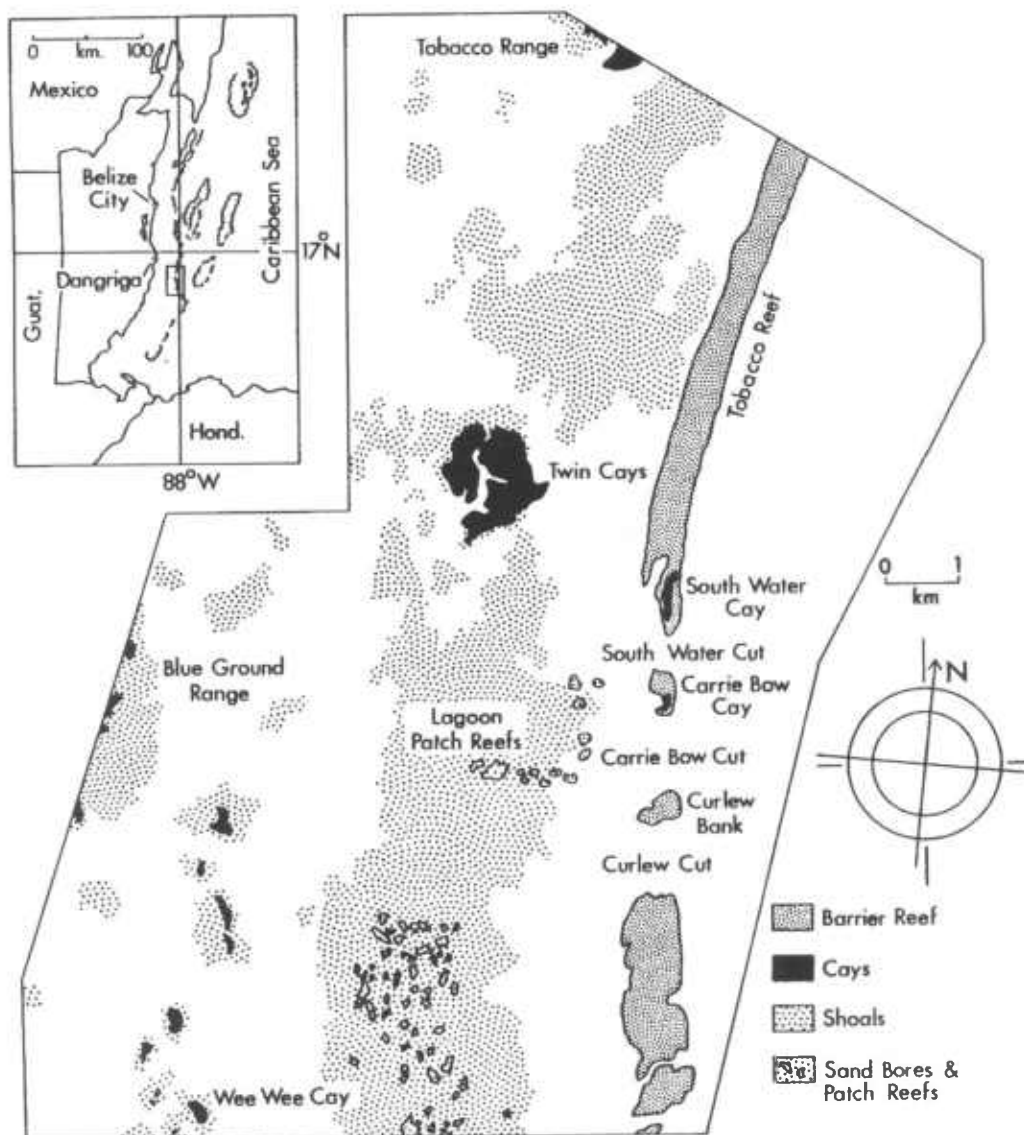 0 km. 100
Mexico
Belize
City
Caribbean Sea
17°N
Dangriga
Guat.
Hond.
88°W
Tobacco Range
Tobacco Reef
Twin Cays
0 1
km
South Water
Cay
South Water Cut
Blue Ground
Range
Carrie Bow
Cay
Lagoon
Patch Reefs
Carrie Bow Cut
Curlew
Bank
Curlew Cut
N
Barrier Reef
Cays
Shoals
Sand Bores &
Patch Reefs
Wee Wee Cay